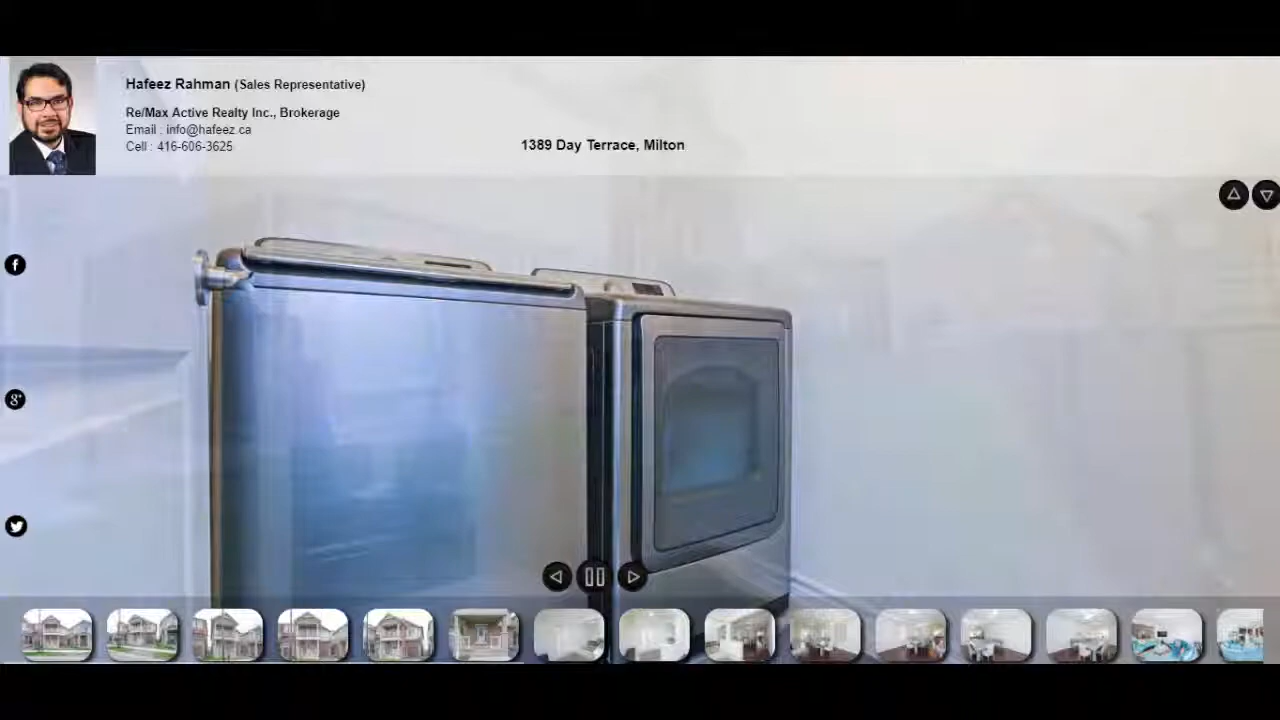 Hafeez Rahman (Sales Representative)
Re/Max Active Realty Inc., Brokerage
Email : info@hafeez.ca
Cell : 416-606-3625
1389 Day Terrace, Milton